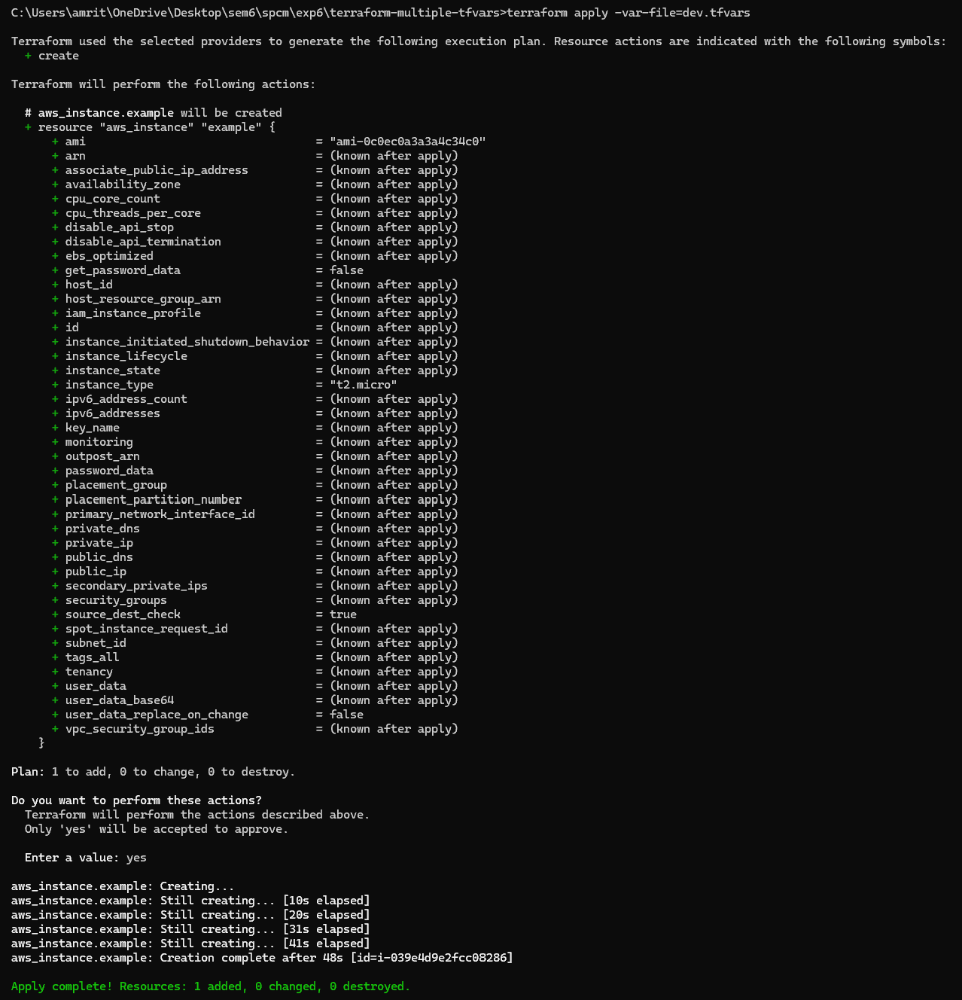 C:\Users\amrit\OneDrive\Desktop\sem6\spcm\exp6\terraform-multiple-tfvars>terraform apply -var-file=dev.tfvars
Terraform used the selected providers to generate the following execution plan. Resource actions are indicated with the following symbols:
+ create
Terraform will perform the following actions:
# aws_instance.example will be created
+ resource "aws_instance" "example" {
+ ami = "ami-0c0ec0a3a3a4c34c0"
+ arn = (known after apply)
+ associate_public_ip_address = (known after apply)
+ availability_zone = (known after apply)
+ cpu_core_count = (known after apply)
+ cpu_threads_per_core = (known after apply)
+ disable_api_stop = (known after apply)
+ disable_api_termination = (known after apply)
+ ebs_optimized = (known after apply)
+ get_password_data = false
+ host_id = (known after apply)
+ host_resource_group_arn = (known after apply)
+ iam_instance_profile = (known after apply)
+ id = (known after apply)
+ instance_initiated_shutdown_behavior = (known after apply)
+ instance_lifecycle = (known after apply)
+ instance_state = (known after apply)
+ instance_type = "t2.micro"
+ ipv6_address_count = (known after apply)
+ ipv6_addresses = (known after apply)
+ key_name = (known after apply)
+ monitoring = (known after apply)
+ outpost_arn = (known after apply)
+ password_data = (known after apply)
+ placement_group = (known after apply)
+ placement_partition_number = (known after apply)
+ primary_network_interface_id = (known after apply)
+ private_dns = (known after apply)
+ private_ip = (known after apply)
+ public_dns = (known after apply)
+ public_ip = (known after apply)
+ secondary_private_ips = (known after apply)
+ security_groups = (known after apply)
+ source_dest_check = true
+ spot_instance_request_id = (known after apply)
+ subnet_id = (known after apply)
+ tags_all = (known after apply)
+ tenancy = (known after apply)
+ user_data = (known after apply)
+ user_data_base64 = (known after apply)
+ user_data_replace_on_change = false
+ vpc_security_group_ids = (known after apply)
}
Plan: 1 to add, 0 to change, 0 to destroy.
Do you want to perform these actions?
Terraform will perform the actions described above.
Only 'yes' will be accepted to approve.
Enter a value: yes
aws_instance.example: Creating...
aws_instance.example: Still creating... [10s elapsed]
aws_instance.example: Still creating... [20s elapsed]
aws_instance.example: Still creating... [31s elapsed]
aws_instance.example: Still creating... [41s elapsed]
aws_instance.example: Creation complete after 48s [id=i-039e4d9e2fcc08286]
Apply complete! Resources: 1 added, 0 changed, 0 destroyed.